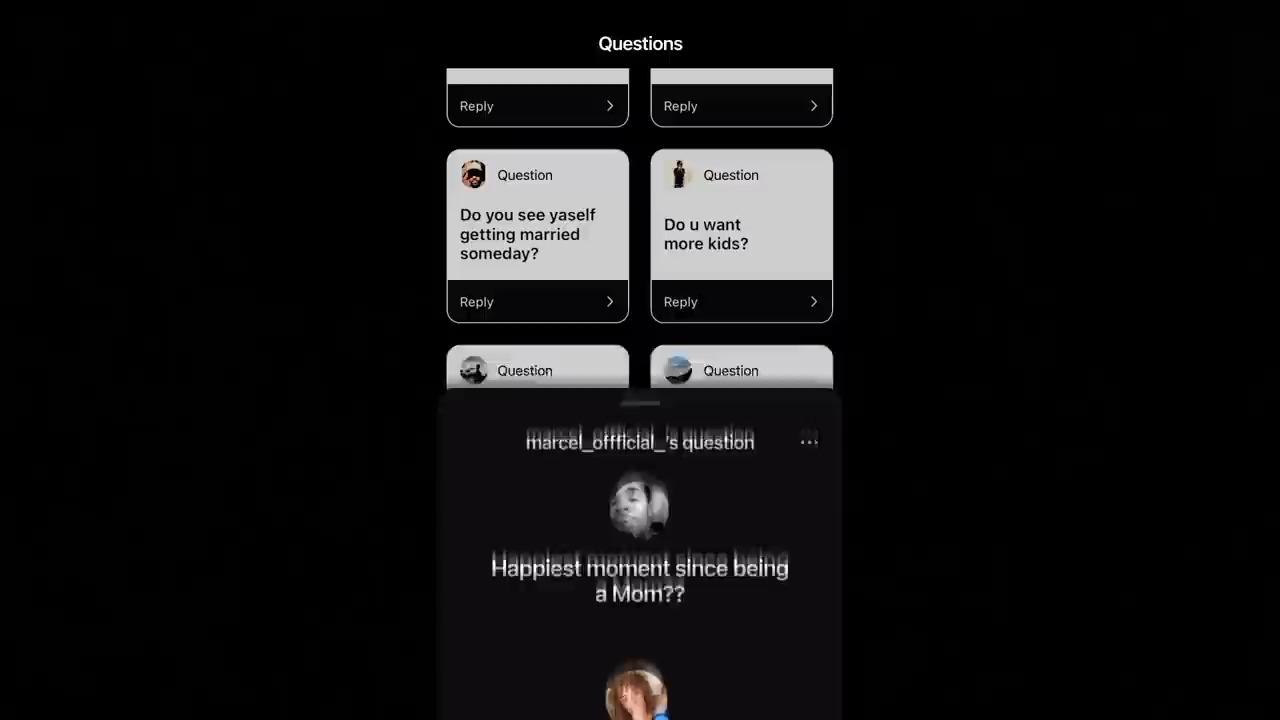 Questions
Reply
Reply
Question
Do you see yaself
getting married
someday?
Reply
Question
Do u want
more kids?
Reply
Question
Question
marcel_offficial_'s question
Happiest moment since being
a Mom??